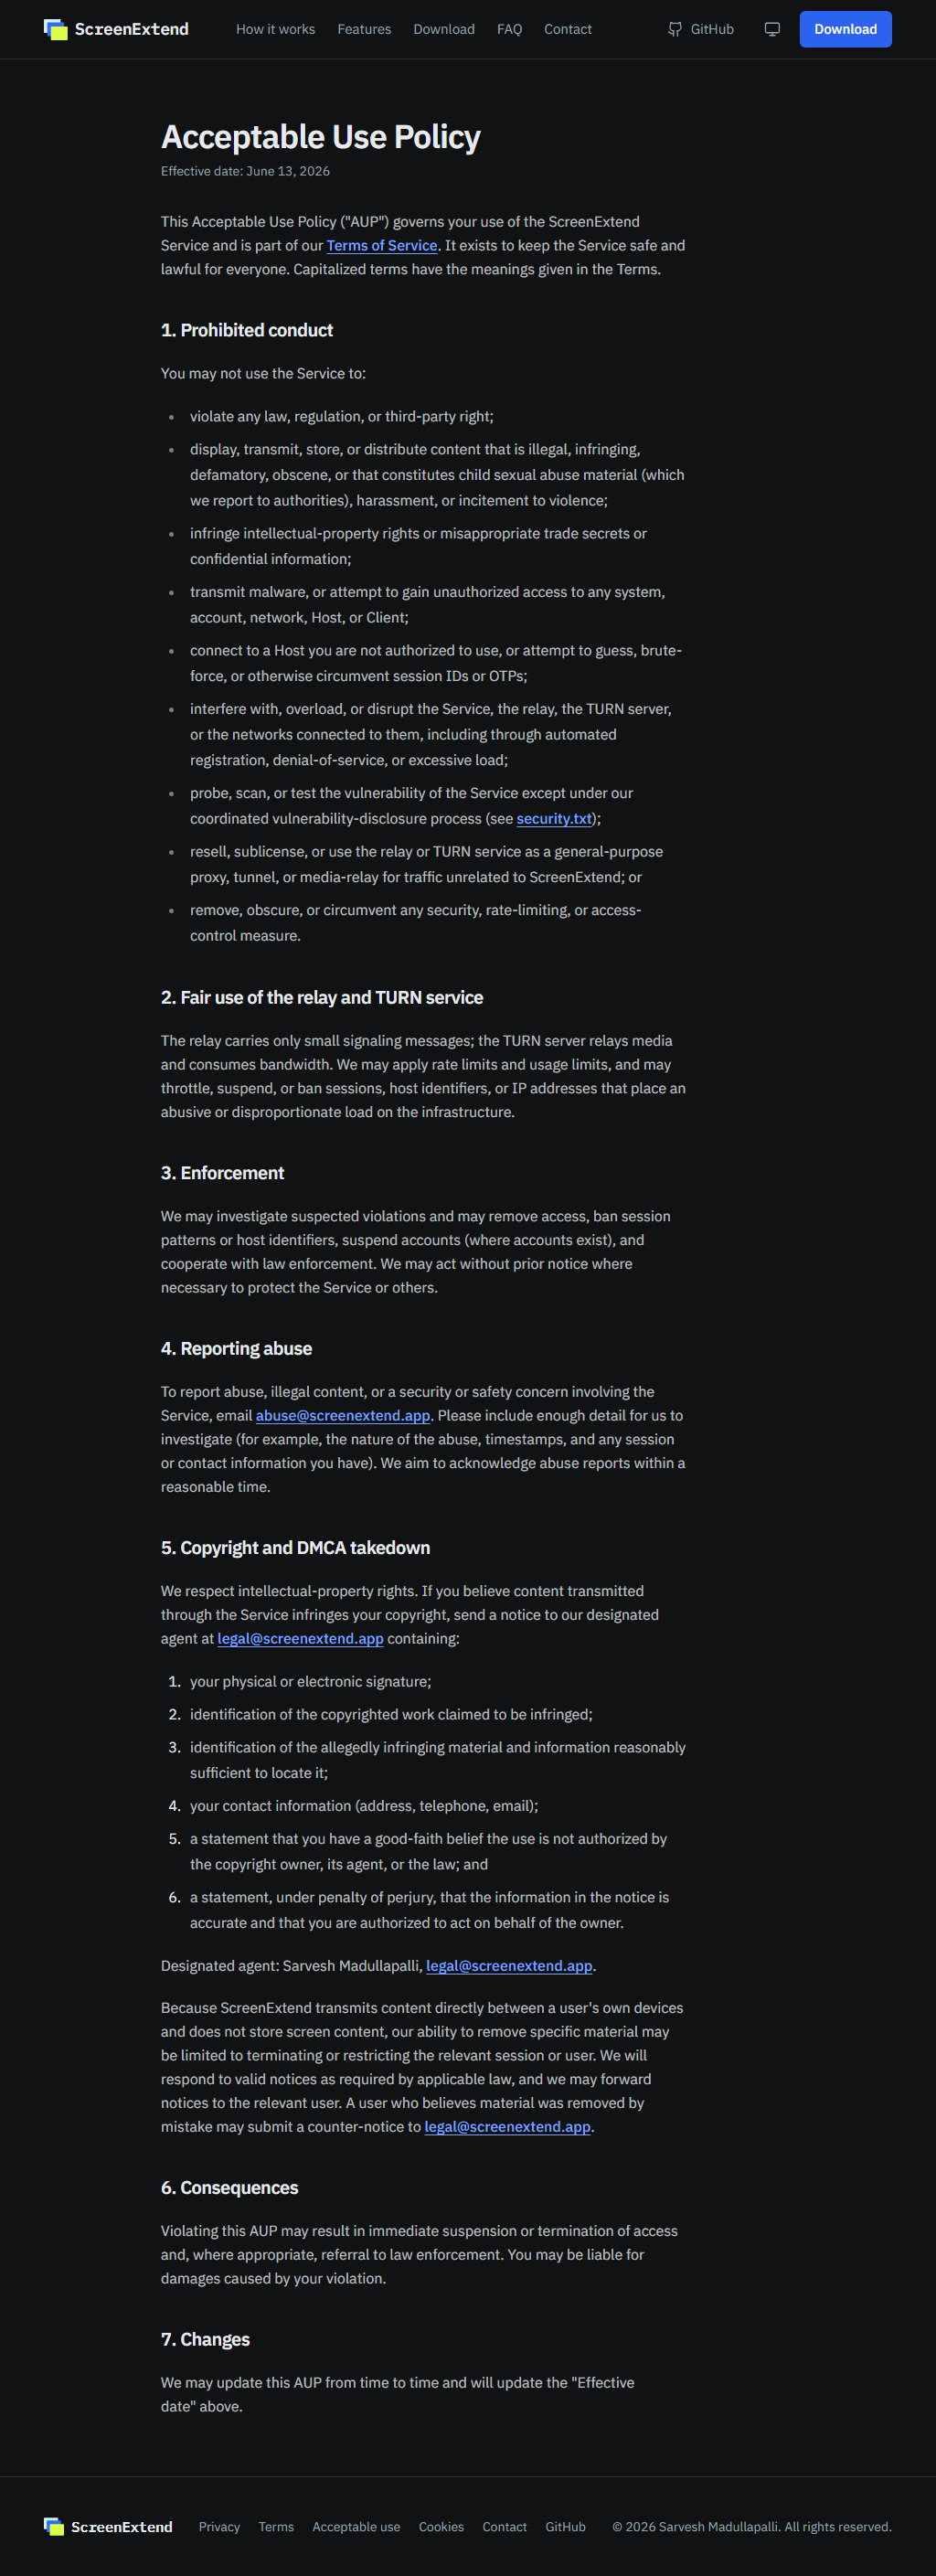 ScreenExtend
How it works
Features
Download
FAQ
Contact
GitHub
Download
Acceptable Use Policy
Effective date: June 13, 2026
This Acceptable Use Policy ("AUP") governs your use of the ScreenExtend
Service and is part of our Terms of Service. It exists to keep the Service safe and
lawful for everyone. Capitalized terms have the meanings given in the Terms.
1. Prohibited conduct
You may not use the Service to:
• violate any law, regulation, or third-party right;
• display, transmit, store, or distribute content that is illegal, infringing,
defamatory, obscene, or that constitutes child sexual abuse material (which
we report to authorities), harassment, or incitement to violence;
• infringe intellectual-property rights or misappropriate trade secrets or
confidential information;
• transmit malware, or attempt to gain unauthorized access to any system,
account, network, Host, or Client;
• connect to a Host you are not authorized to use, or attempt to guess, brute-
force, or otherwise circumvent session IDs or OTPs;
• interfere with, overload, or disrupt the Service, the relay, the TURN server,
or the networks connected to them, including through automated
registration, denial-of-service, or excessive load;
• probe, scan, or test the vulnerability of the Service except under our
coordinated vulnerability-disclosure process (see security.txt);
• resell, sublicense, or use the relay or TURN service as a general-purpose
proxy, tunnel, or media-relay for traffic unrelated to ScreenExtend; or
• remove, obscure, or circumvent any security, rate-limiting, or access-
control measure.
2. Fair use of the relay and TURN service
The relay carries only small signaling messages; the TURN server relays media
and consumes bandwidth. We may apply rate limits and usage limits, and may
throttle, suspend, or ban sessions, host identifiers, or IP addresses that place an
abusive or disproportionate load on the infrastructure.
3. Enforcement
We may investigate suspected violations and may remove access, ban session
patterns or host identifiers, suspend accounts (where accounts exist), and
cooperate with law enforcement. We may act without prior notice where
necessary to protect the Service or others.
4. Reporting abuse
To report abuse, illegal content, or a security or safety concern involving the
Service, email abuse@screenextend.app. Please include enough detail for us to
investigate (for example, the nature of the abuse, timestamps, and any session
or contact information you have). We aim to acknowledge abuse reports within a
reasonable time.
5. Copyright and DMCA takedown
We respect intellectual-property rights. If you believe content transmitted
through the Service infringes your copyright, send a notice to our designated
agent at legal@screenextend.app containing:
1. your physical or electronic signature;
2. identification of the copyrighted work claimed to be infringed;
3. identification of the allegedly infringing material and information reasonably
sufficient to locate it;
4. your contact information (address, telephone, email);
5. a statement that you have a good-faith belief the use is not authorized by
the copyright owner, its agent, or the law; and
6. a statement, under penalty of perjury, that the information in the notice is
accurate and that you are authorized to act on behalf of the owner.
Designated agent: Sarvesh Madullapalli, legal@screenextend.app.
Because ScreenExtend transmits content directly between a user's own devices
and does not store screen content, our ability to remove specific material may
be limited to terminating or restricting the relevant session or user. We will
respond to valid notices as required by applicable law, and we may forward
notices to the relevant user. A user who believes material was removed by
mistake may submit a counter-notice to legal@screenextend.app.
6. Consequences
Violating this AUP may result in immediate suspension or termination of access
and, where appropriate, referral to law enforcement. You may be liable for
damages caused by your violation.
7. Changes
We may update this AUP from time to time and will update the "Effective
date" above.
ScreenExtend
Privacy
Terms
Acceptable use
Cookies
Contact
GitHub
© 2026 Sarvesh Madullapalli. All rights reserved.